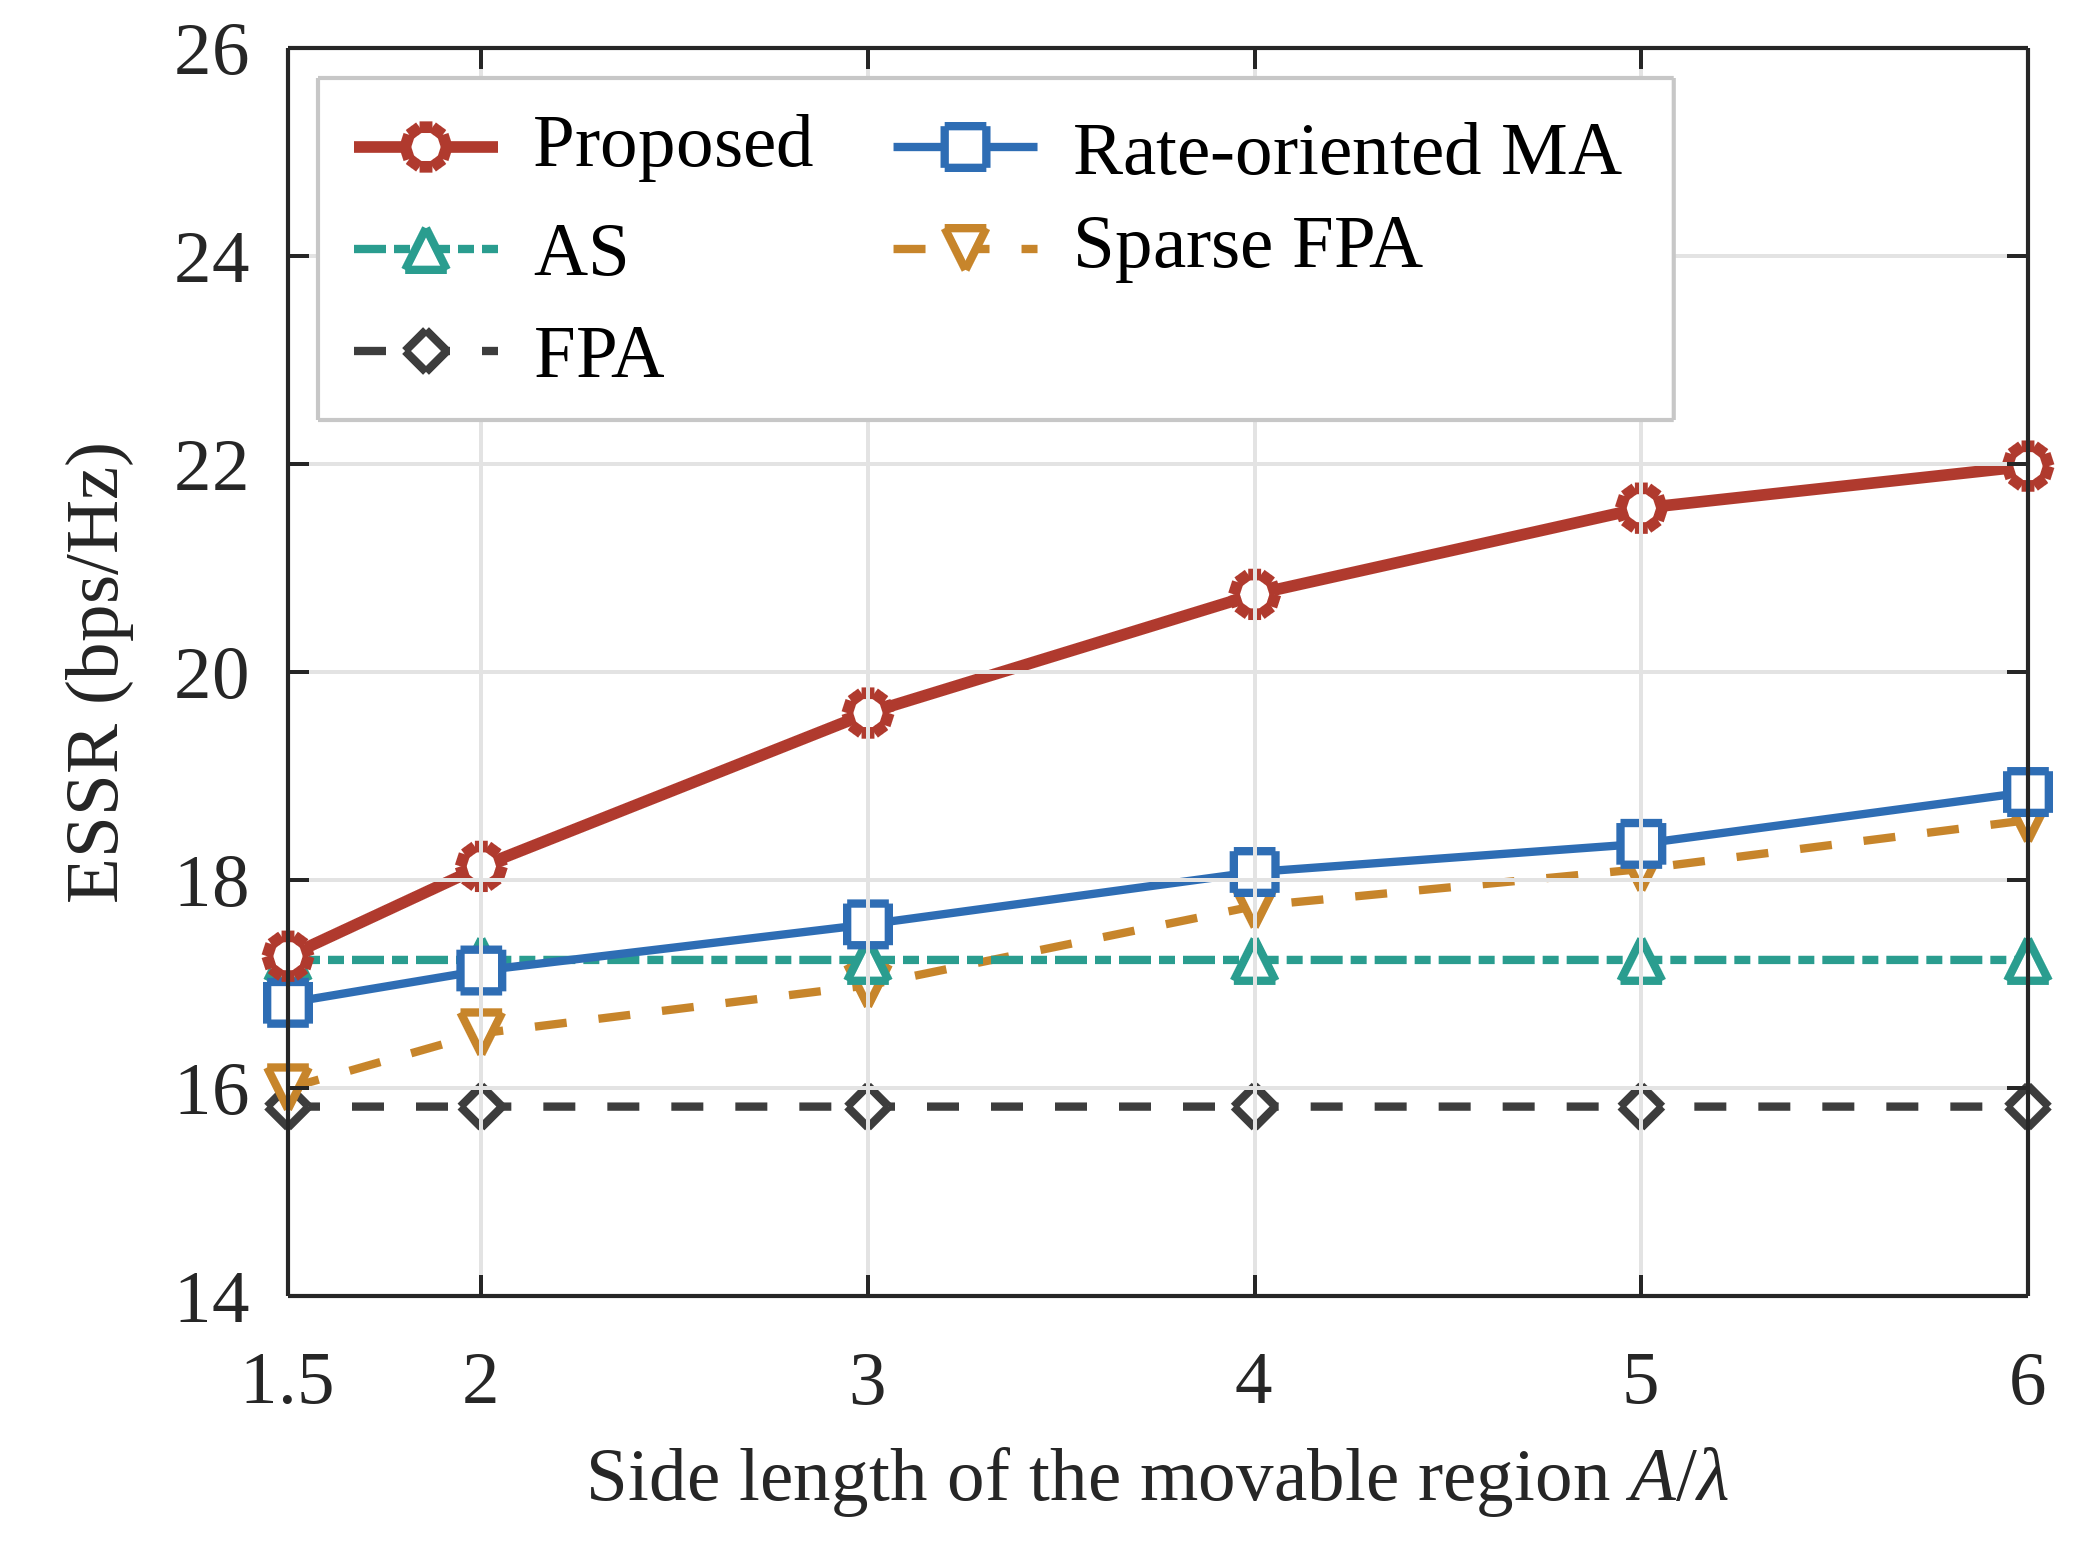 26
24
22
20
18
16
14
ESSR (bps/Hz)
Proposed
Rate-oriented MA
AS
Sparse FPA
FPA
1.5 2 3 4 5 6
Side length of the movable region A/λ